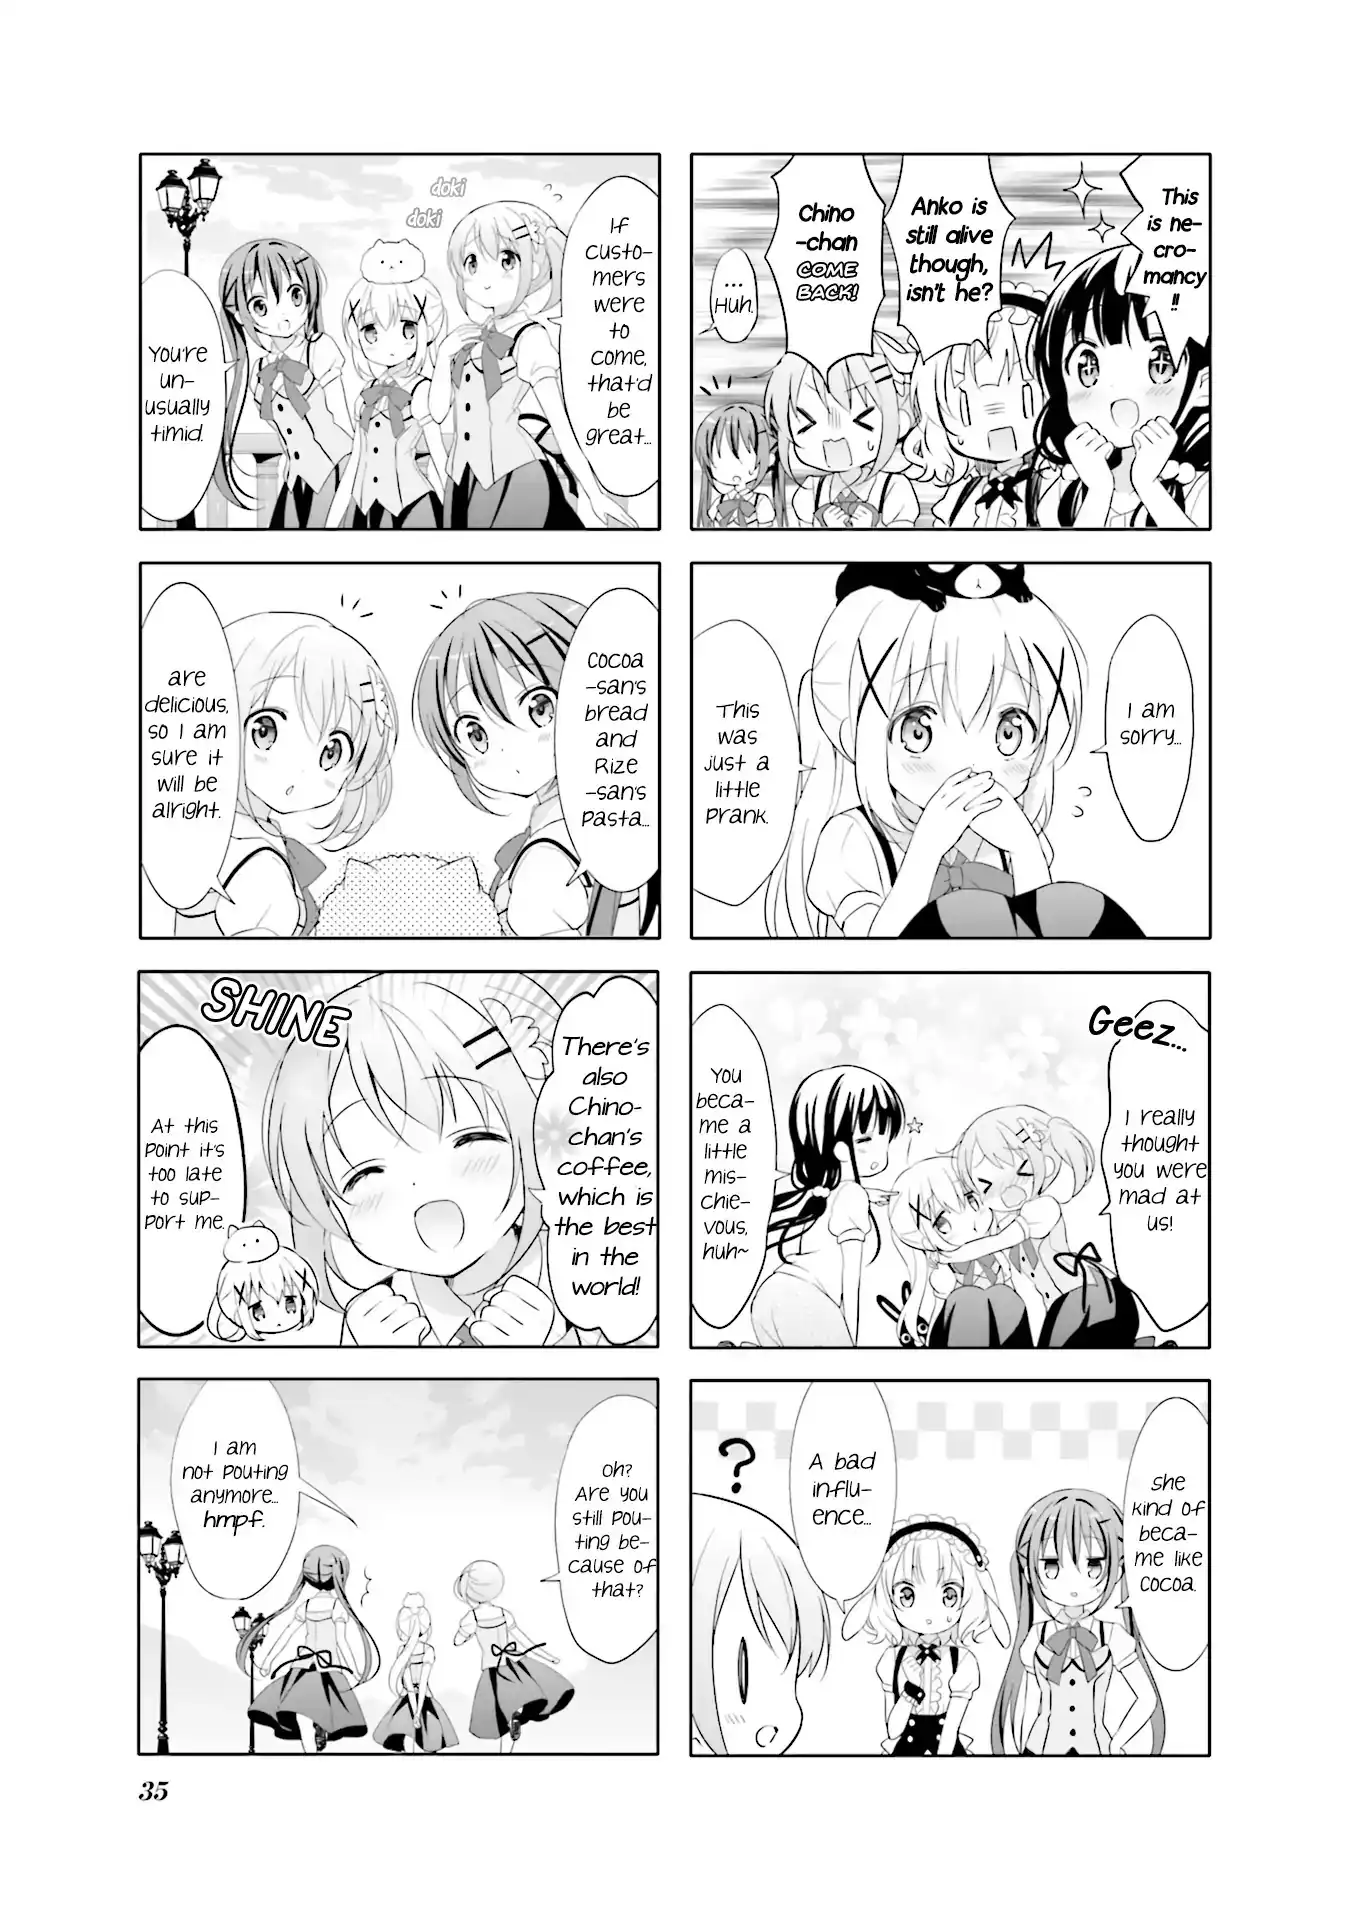 This
is ne-
cro-
mancy
!!
Anko is
still alive
though,
isn't he?
Chino
-chan
COME
BACK!
...
Huh.
I am
sorry...
This
was
just a
little
prank.
Geez...
I really
thought
you were
mad at
us!
You
beca-
me a
little
mis-
chie-
vous,
huh~
She
kind of
beca-
me like
Cocoa.
A bad
influ-
ence...
?
If
custo-
mers
were
to
come,
that'd
be
great...
doki
doki
You're
un-
usually
timid.
Cocoa
-san's
bread
and
Rize
-san's
pasta...
are
delicious,
so I am
sure it
will be
alright.
SHINE
There's
also
Chino-
chan's
coffee,
which is
the best
in the
world!
At this
point it's
too late
to sup-
port me.
Oh?
Are you
still pou-
ting be-
cause of
that?
I am
not pouting
anymore...
hmpf.
35